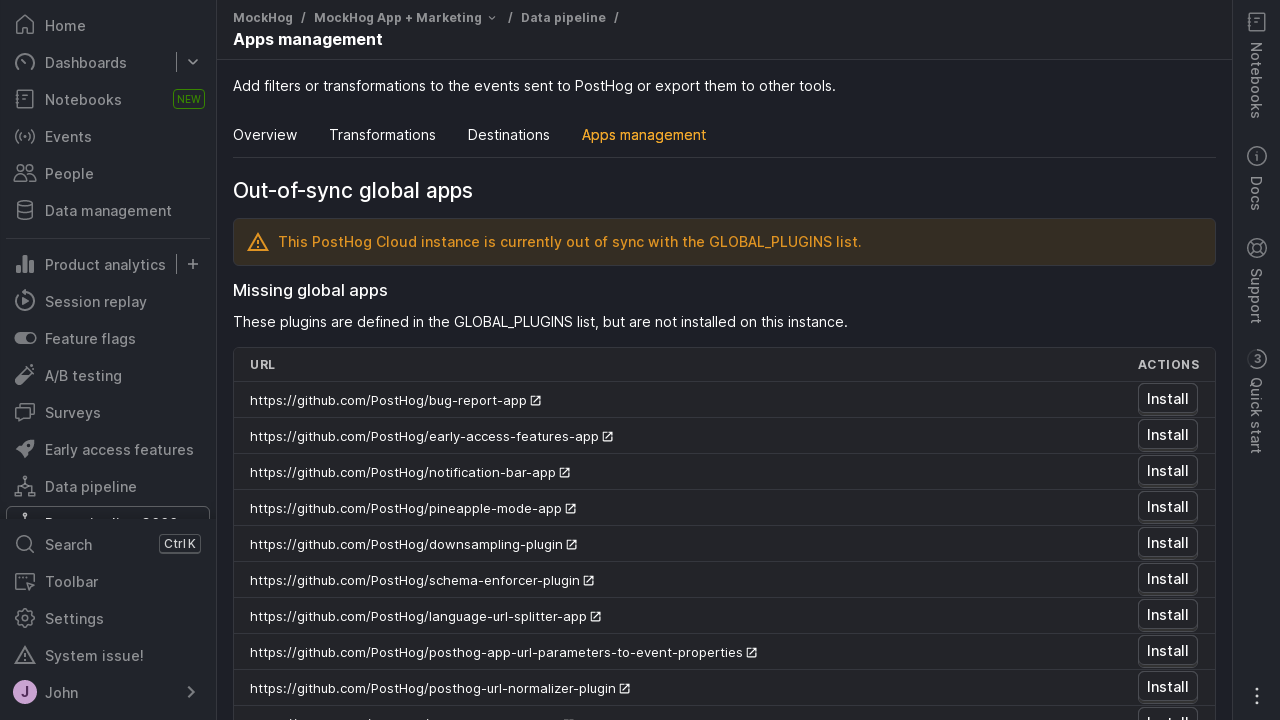 Home
Dashboards
Notebooks NEW
Events
People
Data management
Product analytics
Session replay
Feature flags
A/B testing
Surveys
Early access features
Data pipeline
Search Ctrl K
Toolbar
Settings
System issue!
J John
MockHog / MockHog App + Marketing / Data pipeline /
Apps management
Add filters or transformations to the events sent to PostHog or export them to other tools.
Overview Transformations Destinations Apps management
Out-of-sync global apps
This PostHog Cloud instance is currently out of sync with the GLOBAL_PLUGINS list.
Missing global apps
These plugins are defined in the GLOBAL_PLUGINS list, but are not installed on this instance.
URL ACTIONS
https://github.com/PostHog/bug-report-app Install
https://github.com/PostHog/early-access-features-app Install
https://github.com/PostHog/notification-bar-app Install
https://github.com/PostHog/pineapple-mode-app Install
https://github.com/PostHog/downsampling-plugin Install
https://github.com/PostHog/schema-enforcer-plugin Install
https://github.com/PostHog/language-url-splitter-app Install
https://github.com/PostHog/posthog-app-url-parameters-to-event-properties Install
https://github.com/PostHog/posthog-url-normalizer-plugin Install
Install
Notebooks
Docs
Support
3 Quick start